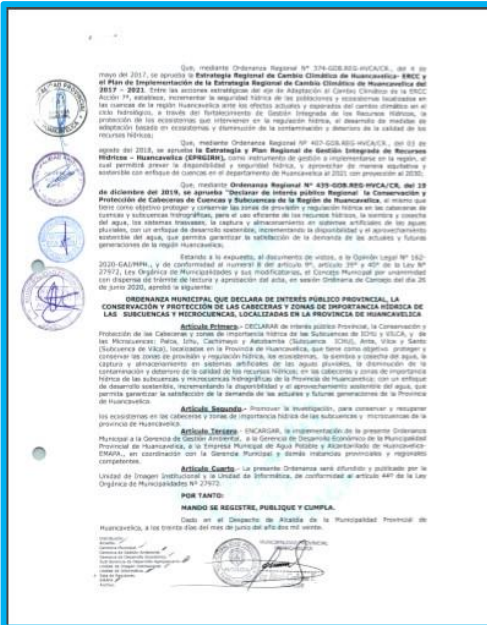 Que, mediante Ordenanza Regional N° 374-GOB.REG-HVCA/CR., del 4 de
mayo del 2017, se aprueba la Estrategia Regional de Cambio Climático de Huancavelica- ERCC y
el Plan de Implementación de la Estrategia Regional de Cambio Climático de Huancavelica del
2017 - 2021. Entre las acciones estratégicas del eje de Adaptación al Cambio Climático de la ERCC
Acción 7ª, establece, incrementar la seguridad hídrica de las poblaciones y ecosistemas localizados en
las cuencas de la región Huancavelica ante los efectos actuales y esperados del cambio climático en el
ciclo hidrológico, a través del fortalecimiento de Gestión Integrada de los Recursos Hídricos, la
protección de los ecosistemas que intervienen en la regulación hídrica, el desarrollo de medidas de
adaptación basada en ecosistemas y disminución de la contaminación y deterioro de la calidad de los
recursos hídricos;
Que, mediante Ordenanza Regional N° 407-GOB.REG-HVCA/CR., del 03 de
agosto del 2018, se aprueba la Estrategia y Plan Regional de Gestión Integrada de Recursos
Hídricos - Huancavelica (EPRGIRH), como instrumento de gestión a implementarse en la región, el
cual permitirá prever la disponibilidad y seguridad hídrica, y aprovechar de manera equitativa y
sostenible con enfoque de cuencas en el departamento de Huancavelica al 2021 con proyección al 2030;
Que, mediante Ordenanza Regional N° 435-GOB.REG-HVCA/CR, del 19
de diciembre del 2019, se aprueba "Declarar de interés público Regional la Conservación y
Protección de Cabeceras de Cuencas y Subcuencas de la Región de Huancavelica, el mismo que
tiene como objetivo proteger y conservar las zonas de provisión y regulación hídrica en las cabeceras de
cuencas y subcuencas hidrográficas, para el uso eficiente de los recursos hídricos, la siembra y cosecha
del agua, los sistemas trasvases, la captura y almacenamiento en sistemas artificiales de las aguas
pluviales, con un enfoque de desarrollo sostenible, incrementando la disponibilidad y el aprovechamiento
sostenible del agua, que permita garantizar la satisfacción de la demanda de las actuales y futuras
generaciones de la región Huancavelica;
Estando a lo expuesto, el documento de vistos, a la Opinión Legal N° 162-
2020-GAJ/MPH., y de conformidad al numeral 8 del artículo 9°, artículo 39° y 40° de la Ley N°
27972, Ley Orgánica de Municipalidades y sus modificatorias, el Concejo Municipal por unanimidad
con dispensa de trámite de lectura y aprobación del acta, en sesión Ordinaria de Concejo del día 26
de junio 2020, aprobó la siguiente:
ORDENANZA MUNICIPAL QUE DECLARA DE INTERÉS PÚBLICO PROVINCIAL, LA
CONSERVACIÓN Y PROTECCIÓN DE LAS CABECERAS Y ZONAS DE IMPORTANCIA HÍDRICA DE
LAS SUBCUENCAS Y MICROCUENCAS, LOCALIZADAS EN LA PROVINCIA DE HUANCAVELICA
Artículo Primero.- DECLARAR de interés público Provincial, la Conservación y
Protección de las Cabeceras y zonas de importancia hídrica de las Subcuencas de ICHU y VILCA, y de
las Microcuencas: Palca, Ichu, Cachimayo y Astobamba (Subcuenca ICHU), Anta, Vilca y Santo
(Subcuenca de Vilca), localizadas en la Provincia de Huancavelica, que tiene como objetivo proteger y
conservar las zonas de provisión y regulación hídrica, los ecosistemas, la siembra y cosecha del agua, la
captura y almacenamiento en sistemas artificiales de las aguas pluviales, la disminución de la
contaminación y deterioro de la calidad de los recursos hídricos; en las cabeceras y zonas de importancia
hídrica de las subcuencas y microcuencas hidrográficas de la Provincia de Huancavelica; con un enfoque
de desarrollo sostenible, incrementando la disponibilidad y el aprovechamiento sostenible del agua, que
permita garantizar la satisfacción de la demanda de las actuales y futuras generaciones de la Provincia
de Huancavelica.
Artículo Segundo.- Promover la investigación, para conservar y recuperar
los ecosistemas en las cabeceras y zonas de importancia hídrica de las subcuencas y microcuencas de la
provincia de Huancavelica.
Artículo Tercero.- ENCARGAR, la implementación de la presente Ordenanza
Municipal a la Gerencia de Gestión Ambiental, a la Gerencia de Desarrollo Económico de la Municipalidad
Provincial de Huancavelica, a la Empresa Municipal de Agua Potable y Alcantarillado de Huancavelica-
EMAPA., en coordinación con la Gerencia Municipal y demás instancias provinciales y regionales
competentes.
Artículo Cuarto.- La presente Ordenanza será difundido y publicado por la
Unidad de Imagen Institucional y la Unidad de Informática, de conformidad al artículo 44° de la Ley
Orgánica de Municipalidades N° 27972.
POR TANTO:
MANDO SE REGISTRE, PUBLIQUE Y CUMPLA.
Dado en el Despacho de Alcaldía de la Municipalidad Provincial de
Huancavelica, a los treinta días del mes de junio del año dos mil veinte.
MUNICIPALIDAD PROVINCIAL
HUANCAVELICA